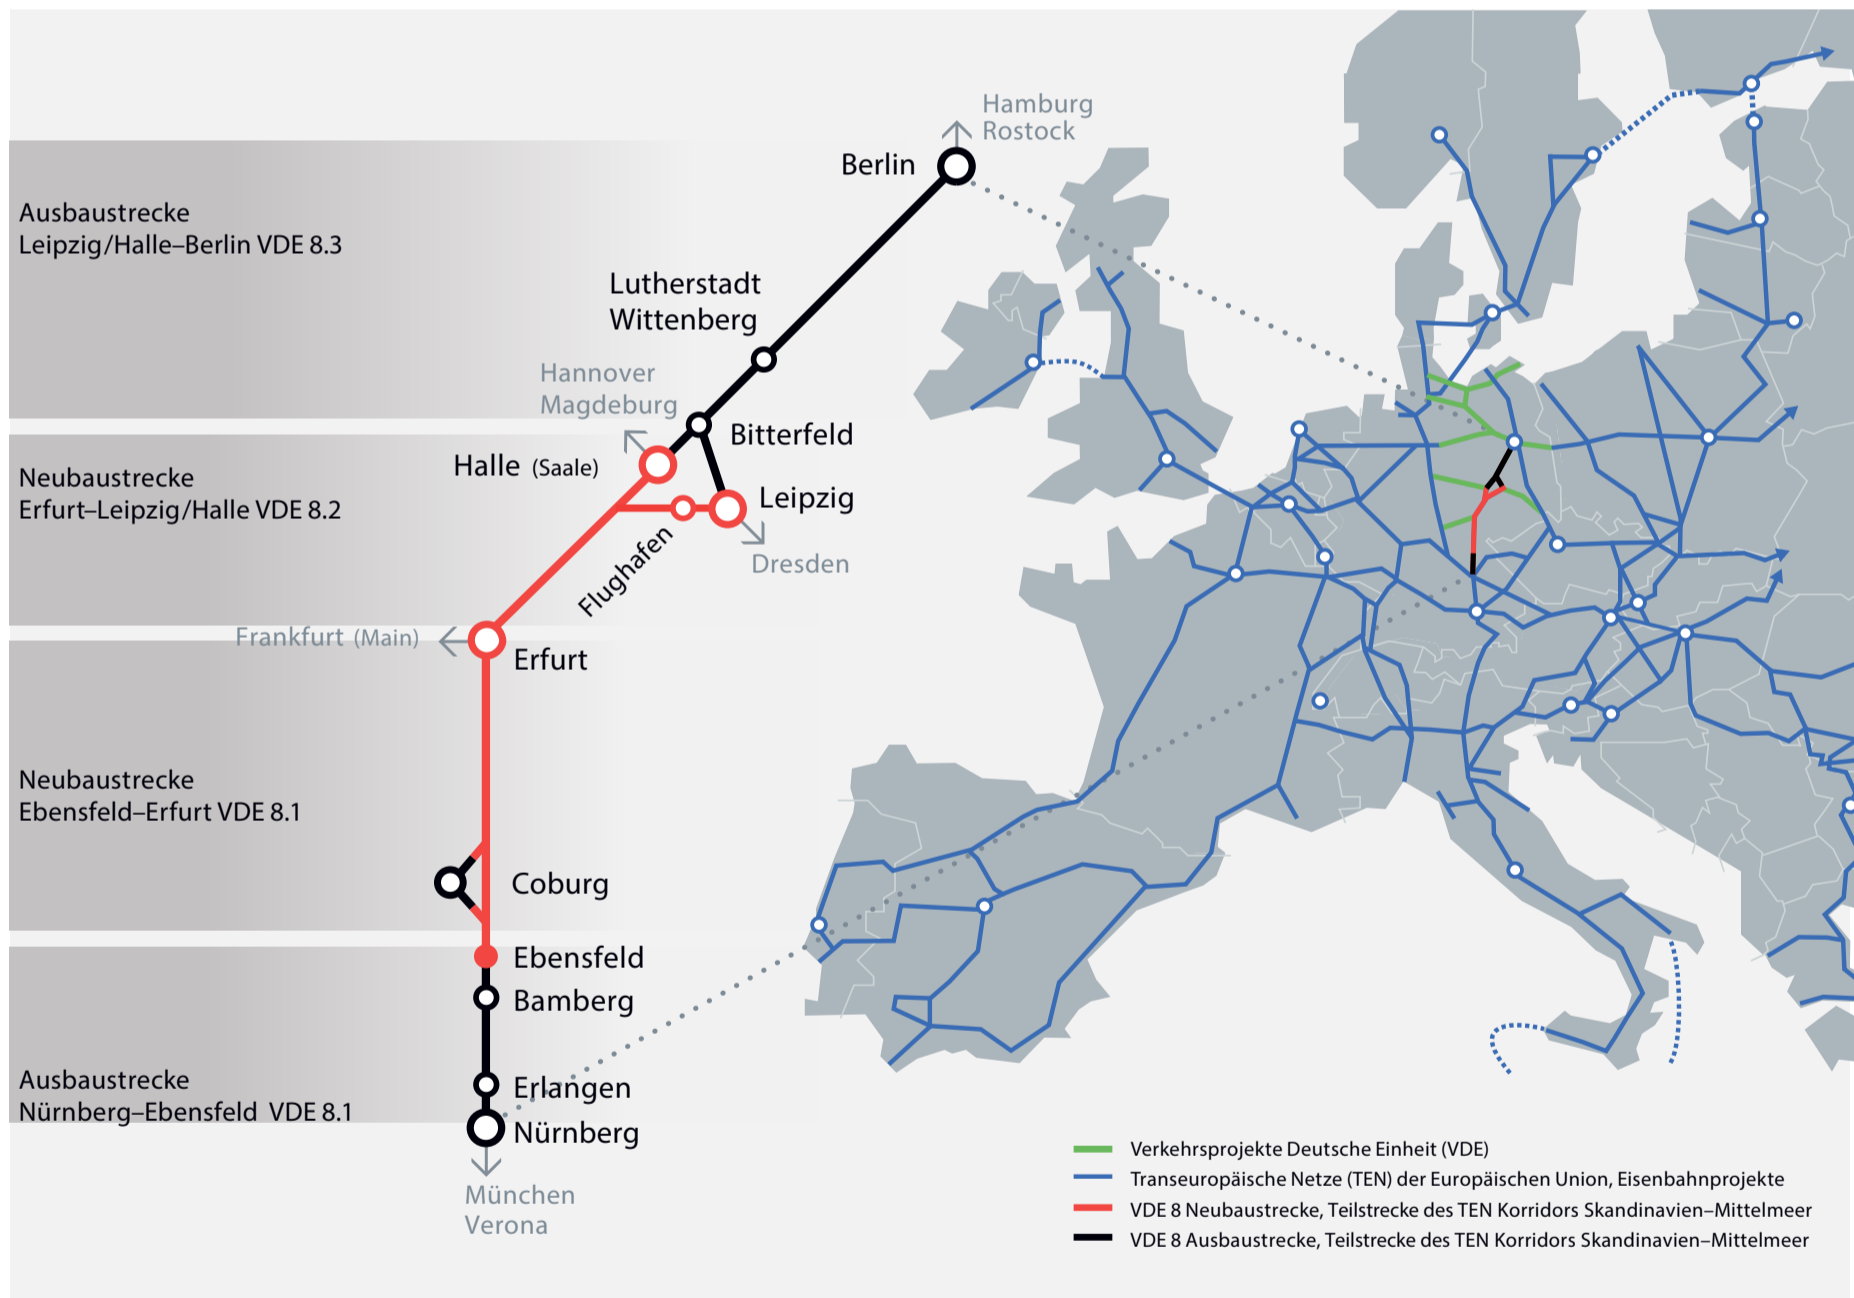 Hamburg
Rostock
Berlin
Ausbaustrecke
Leipzig/Halle–Berlin VDE 8.3
Lutherstadt
Wittenberg
Hannover
Magdeburg
Bitterfeld
Halle (Saale)
Neubaustrecke
Erfurt–Leipzig/Halle VDE 8.2
Leipzig
Flughafen
Dresden
Frankfurt (Main)
Erfurt
Neubaustrecke
Ebensfeld–Erfurt VDE 8.1
Coburg
Ebensfeld
Bamberg
Ausbaustrecke
Nürnberg–Ebensfeld VDE 8.1
Erlangen
Nürnberg
München
Verona
Verkehrsprojekte Deutsche Einheit (VDE)
Transeuropäische Netze (TEN) der Europäischen Union, Eisenbahnprojekte
VDE 8 Neubaustrecke, Teilstrecke des TEN Korridors Skandinavien–Mittelmeer
VDE 8 Ausbaustrecke, Teilstrecke des TEN Korridors Skandinavien–Mittelmeer